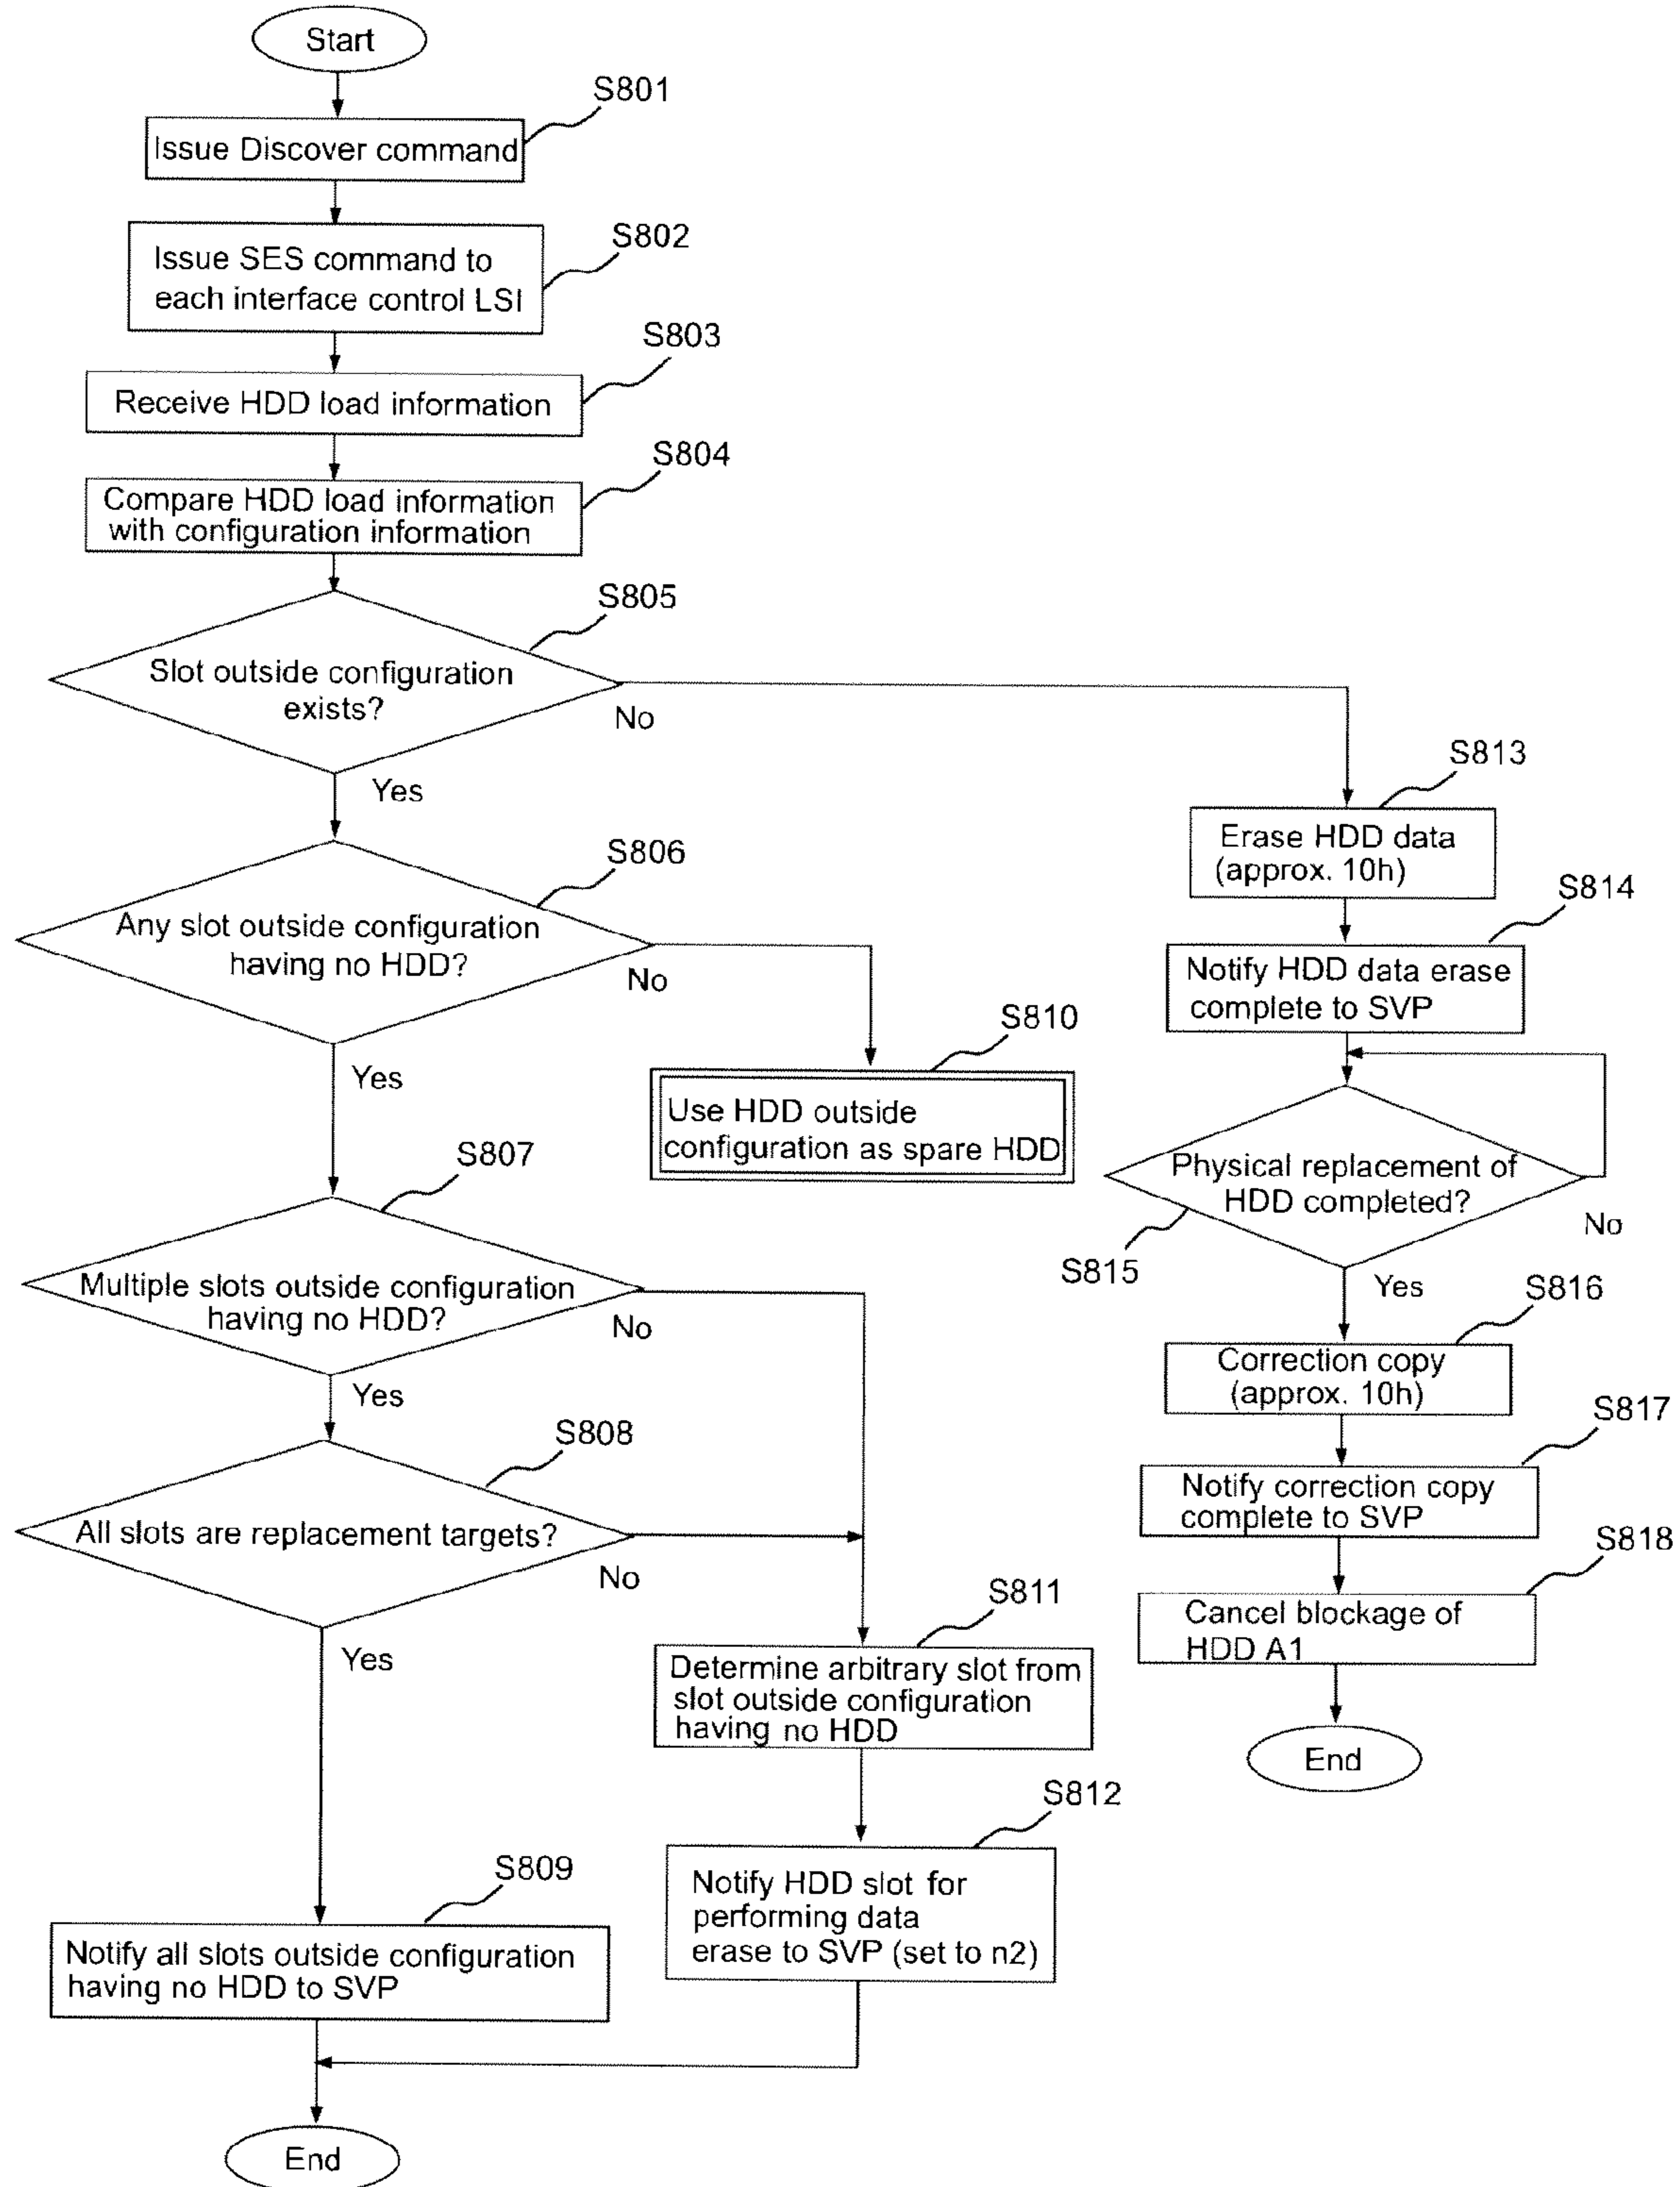 Start
S801
Issue Discover command
S802
Issue SES command to
each interface control LSI
S803
Receive HDD load information
S804
Compare HDD load information
with configuration information
S805
Slot outside configuration
exists?
No
Yes
S806
Any slot outside configuration
having no HDD?
No
Yes
S810
Use HDD outside
configuration as spare HDD
S807
Multiple slots outside configuration
having no HDD?
No
Yes
S808
All slots are replacement targets?
No
Yes
S811
Determine arbitrary slot from
slot outside configuration
having no HDD
S812
Notify HDD slot for
performing data
erase to SVP (set to n2)
S809
Notify all slots outside configuration
having no HDD to SVP
End
S813
Erase HDD data
(approx. 10h)
S814
Notify HDD data erase
complete to SVP
Physical replacement of
HDD completed?
No
S815
Yes
S816
Correction copy
(approx. 10h)
S817
Notify correction copy
complete to SVP
S818
Cancel blockage of
HDD A1
End